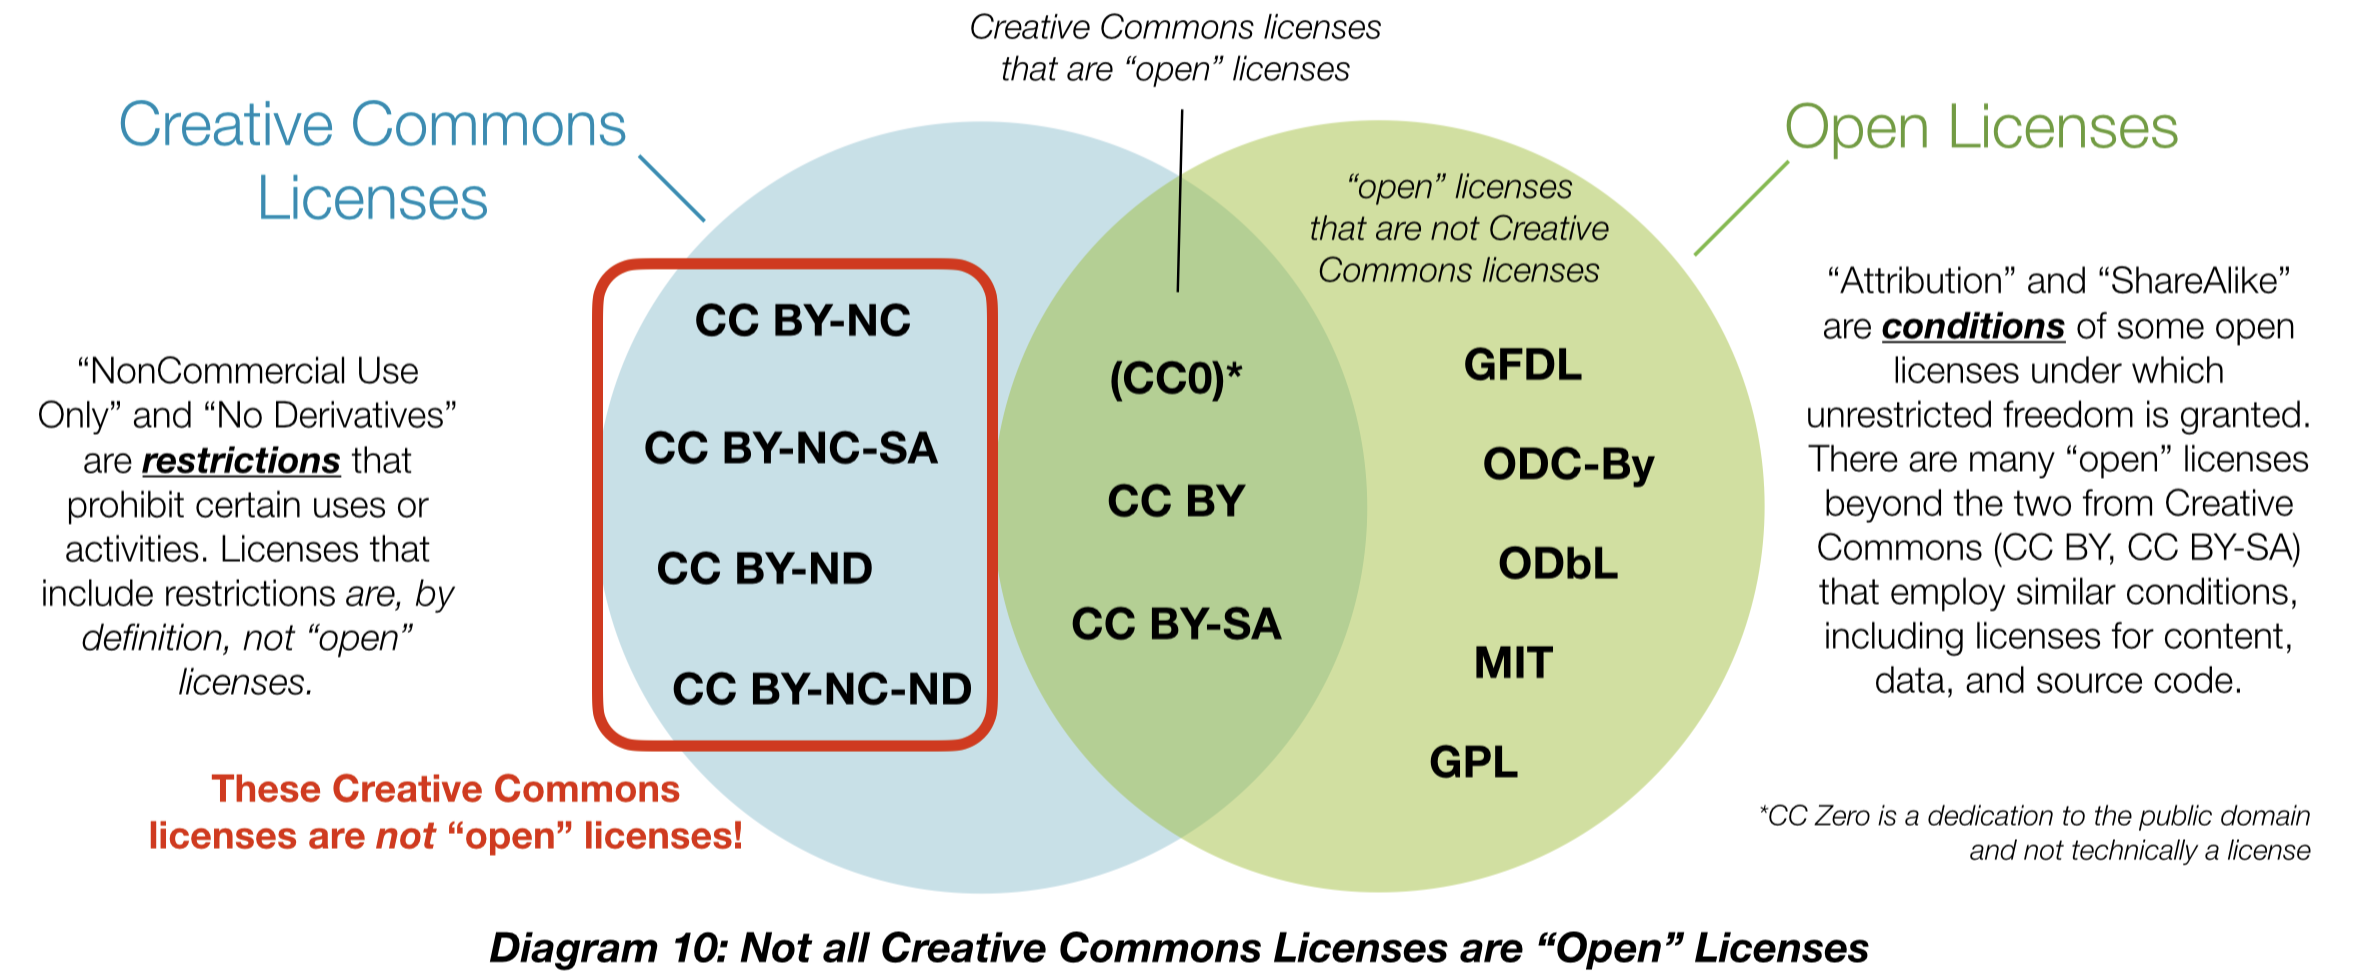 Creative Commons licenses
that are “open” licenses
Creative Commons
Licenses
Open Licenses
“open” licenses
that are not Creative
Commons licenses
“NonCommercial Use
Only” and “No Derivatives”
are restrictions that
prohibit certain uses or
activities. Licenses that
include restrictions are, by
definition, not “open”
licenses.
CC BY-NC
CC BY-NC-SA
CC BY-ND
CC BY-NC-ND
These Creative Commons
licenses are not “open” licenses!
(CC0)*
CC BY
CC BY-SA
GFDL
ODC-By
ODbL
MIT
GPL
“Attribution” and “ShareAlike”
are conditions of some open
licenses under which
unrestricted freedom is granted.
There are many “open” licenses
beyond the two from Creative
Commons (CC BY, CC BY-SA)
that employ similar conditions,
including licenses for content,
data, and source code.
*CC Zero is a dedication to the public domain
and not technically a license
Diagram 10: Not all Creative Commons Licenses are “Open” Licenses